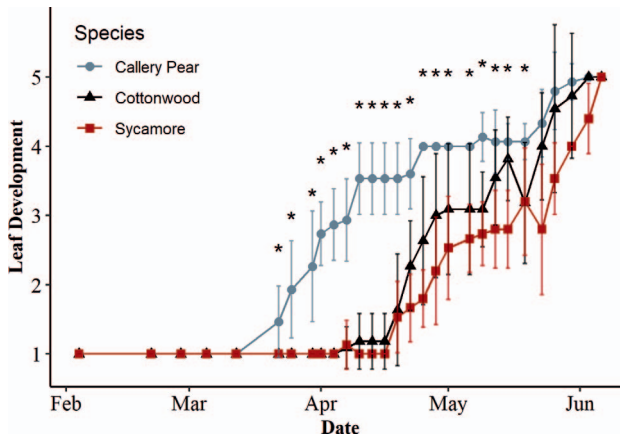 Species
Callery Pear
Cottonwood
Sycamore
* * * * * * * * * * * * * * * * * * *
Leaf Development
5
4
3
2
1
Feb Mar Apr May Jun
Date